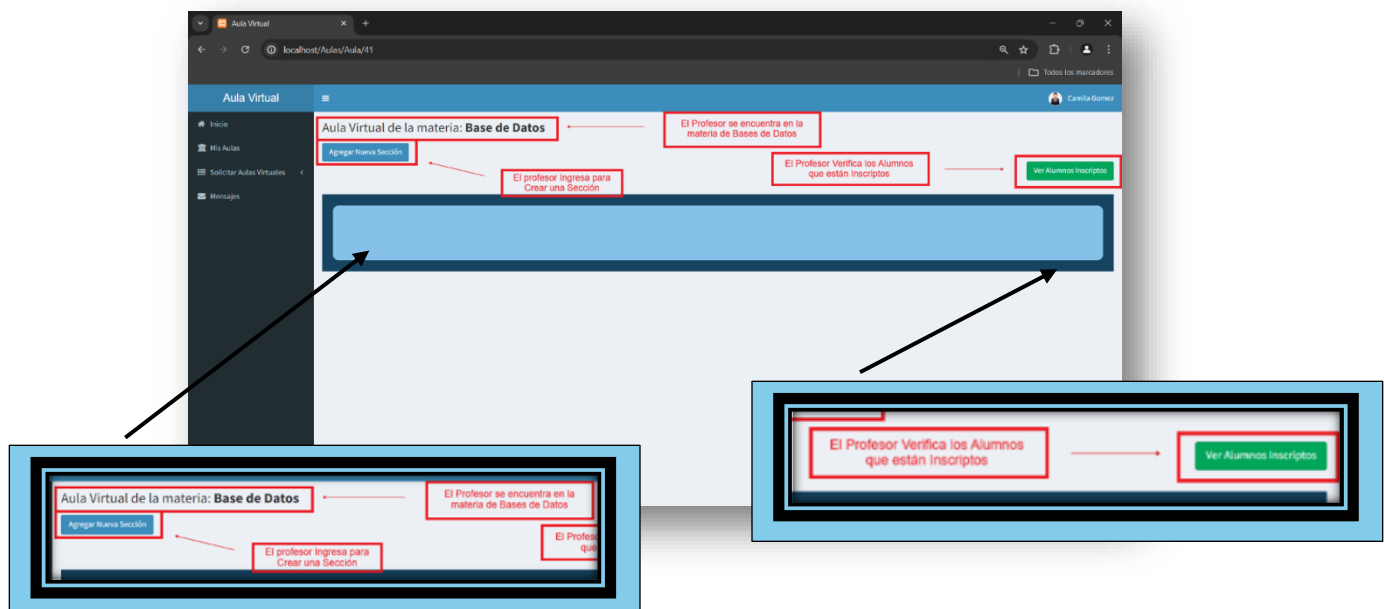 Aula Virtual
localhost/Aulas/Aula/41
Todos los marcadores
Aula Virtual
Camila Gomez
Inicio
Mis Aulas
Solicitar Aulas Virtuales
Mensajes
Aula Virtual de la materia: Base de Datos
El Profesor se encuentra en la
materia de Bases de Datos
Agregar Nueva Sección
El profesor Ingresa para
Crear una Sección
El Profesor Verifica los Alumnos
que están Inscriptos
Ver Alumnos Inscriptos
Aula Virtual de la materia: Base de Datos
El Profesor se encuentra en la
materia de Bases de Datos
Agregar Nueva Sección
El profesor Ingresa para
Crear una Sección
El Profes
que
El Profesor Verifica los Alumnos
que están Inscriptos
Ver Alumnos Inscriptos